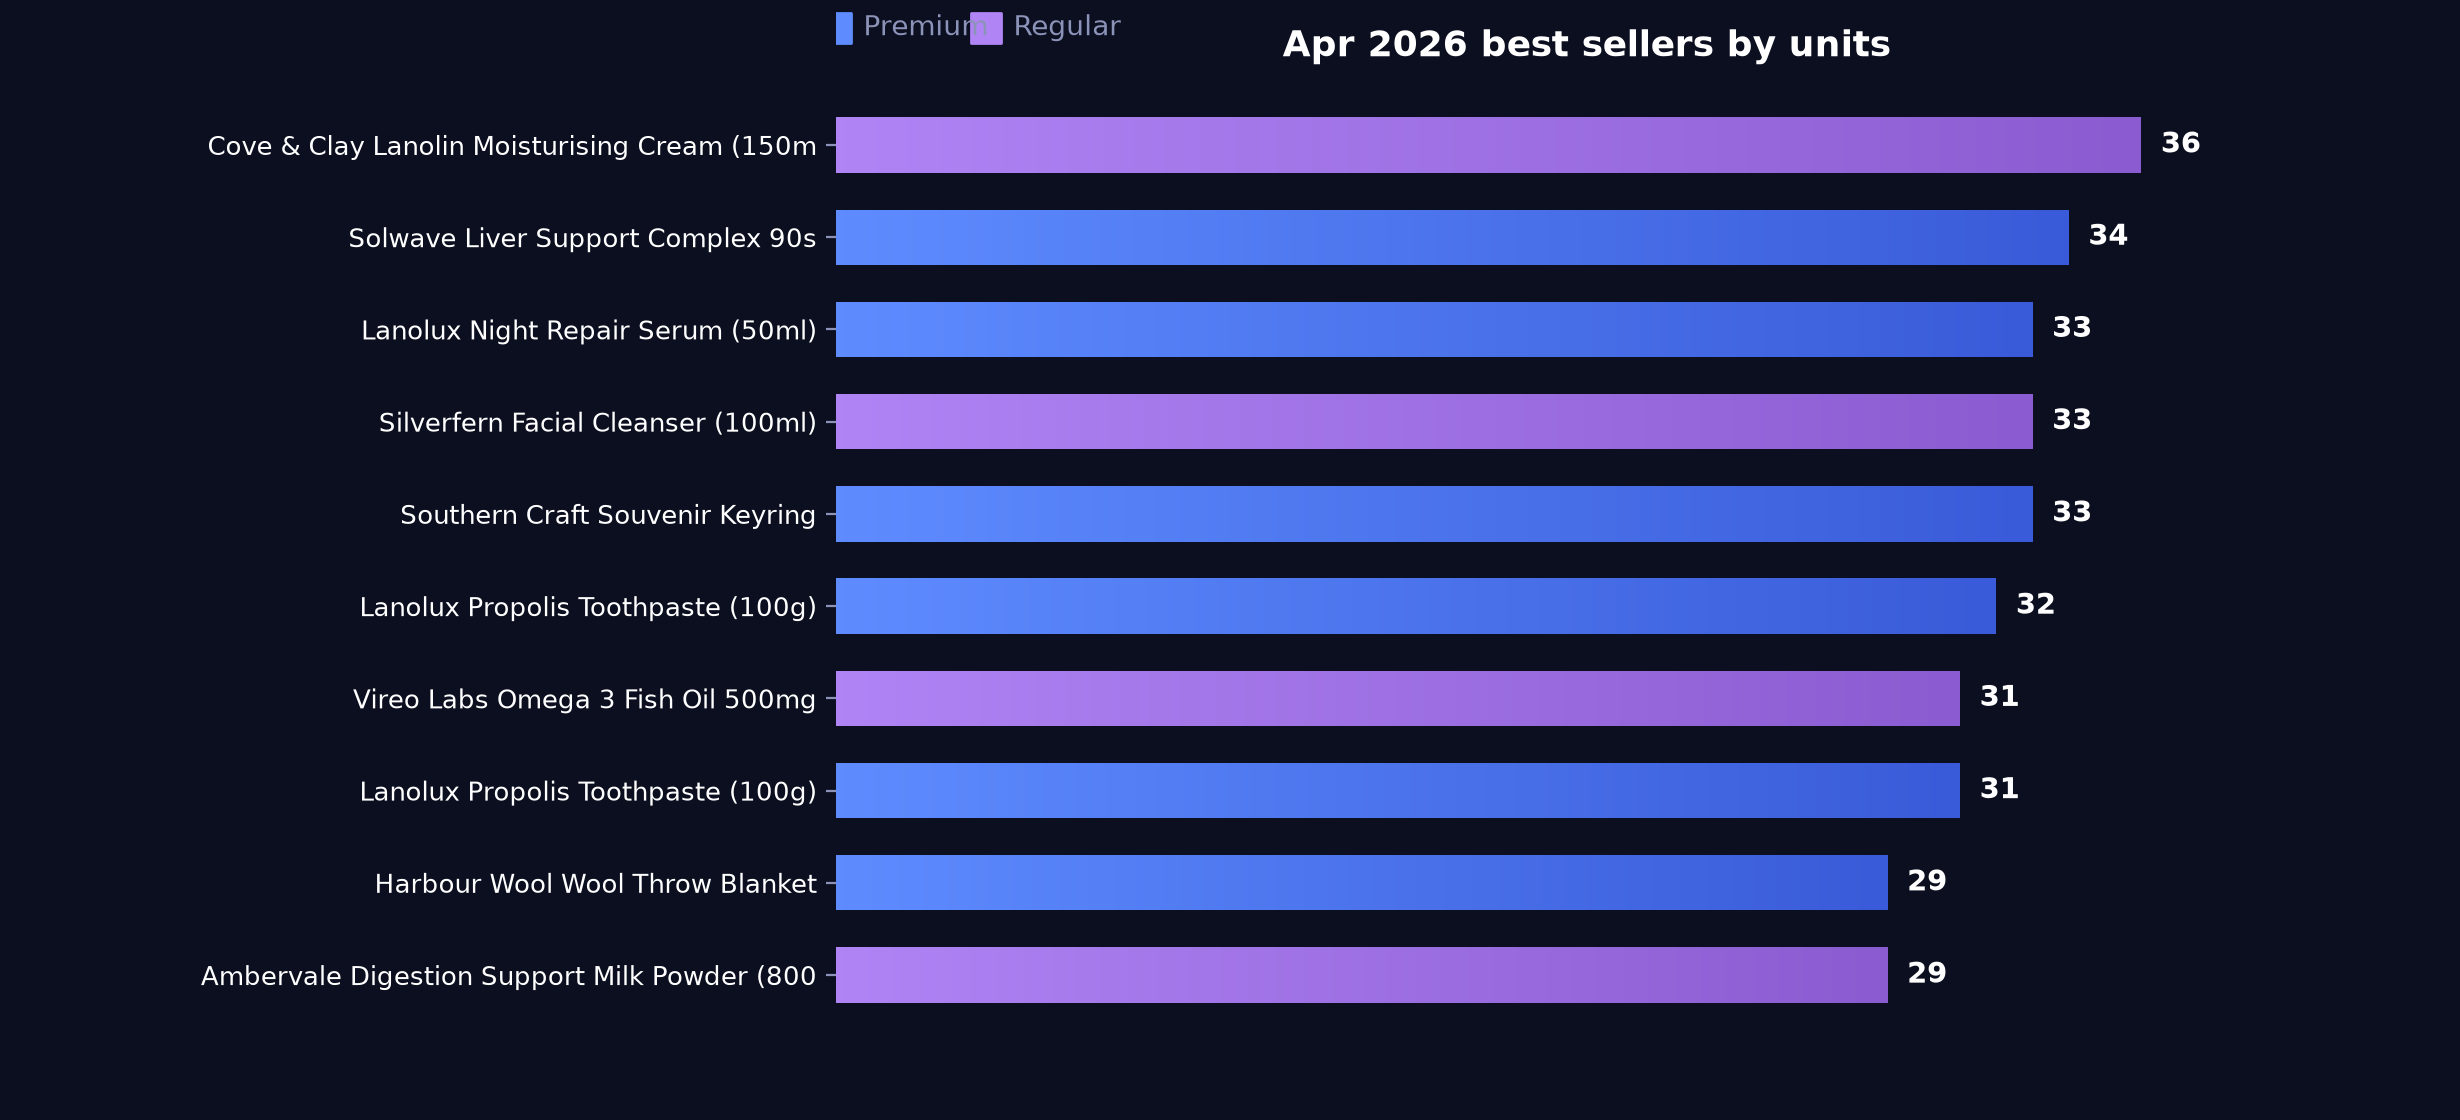 Premium Regular
Apr 2026 best sellers by units
Cove & Clay Lanolin Moisturising Cream (150m 36
Solwave Liver Support Complex 90s 34
Lanolux Night Repair Serum (50ml) 33
Silverfern Facial Cleanser (100ml) 33
Southern Craft Souvenir Keyring 33
Lanolux Propolis Toothpaste (100g) 32
Vireo Labs Omega 3 Fish Oil 500mg 31
Lanolux Propolis Toothpaste (100g) 31
Harbour Wool Wool Throw Blanket 29
Ambervale Digestion Support Milk Powder (800 29